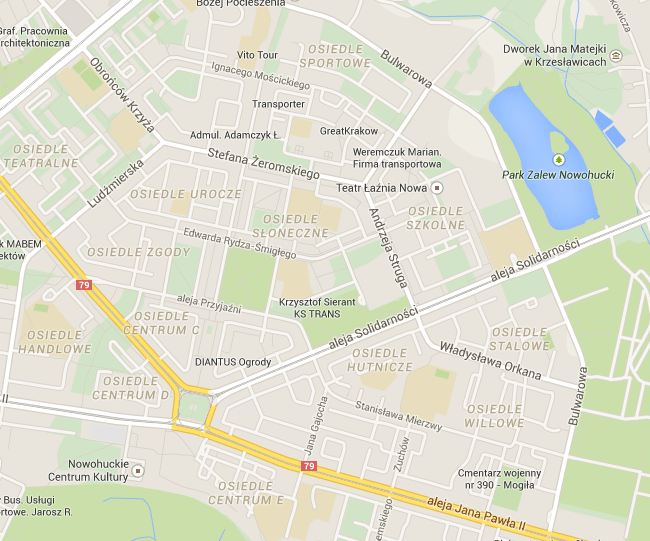 Bożej Pocieszenia
Graf. Pracownia
architektoniczna
Vito Tour
OSIEDLE
SPORTOWE
Bulwarowa
Dworek Jana Matejki
w Krzesławicach
Obrońców Krzyża
Ignacego Mościckiego
Transporter
Admul. Adamczyk Ł.
GreatKrakow
Weremczuk Marian.
Firma transportowa
OSIEDLE
TEATRALNE
Stefana Żeromskiego
Park Zalew Nowohucki
Ludźmierska
OSIEDLE UROCZE
Teatr Łaźnia Nowa
OSIEDLE
SŁONECZNE
OSIEDLE
SZKOLNE
Andrzeja Struga
k MABEM
ektów
OSIEDLE ZGODY
Edwarda Rydza-Śmigłego
aleja Solidarności
79
aleja Przyjaźni
Krzysztof Sierant
KS TRANS
OSIEDLE
CENTRUM C
OSIEDLE
HANDLOWE
aleja Solidarności
OSIEDLE
STALOWE
DIANTUS Ogrody
OSIEDLE
HUTNICZE
Władysława Orkana
OSIEDLE
CENTRUM D
Bulwarowa
II
Jana Gajocha
Stanisława Mierzwy
OSIEDLE
WILLOWE
Zuchów
Nowohuckie
Centrum Kultury
79
Cmentarz wojenny
nr 390 - Mogiła
OSIEDLE
CENTRUM E
y Bus. Usługi
ortowe. Jarosz R.
aleja Jana Pawła II